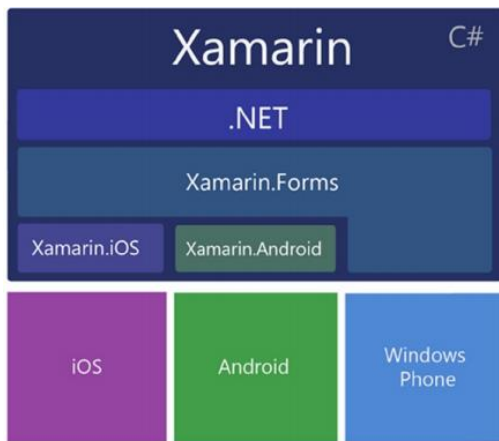 Xamarin
C#
.NET
Xamarin.Forms
Xamarin.iOS
Xamarin.Android
iOS
Android
Windows
Phone